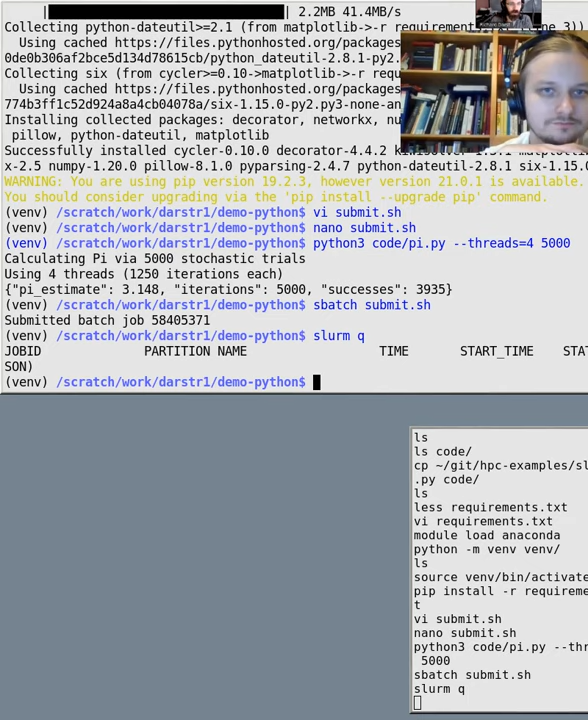 | 2.2MB 41.4MB/s
Collecting python-dateutil>=2.1 (from matplotlib->-r requirement 3))
Using cached https://files.pythonhosted.org/packages
0de0b306af2bce5d134d78615cb/python_dateutil-2.8.1-py2.
Collecting six (from cycler>=0.10->matplotlib->-r requ
Using cached https://files.pythonhosted.org/packages
774b3ff1c52d924a8a4cb04078a/six-1.15.0-py2.py3-none-an
Installing collected packages: decorator, networkx, nu
pillow, python-dateutil, matplotlib
Successfully installed cycler-0.10.0 decorator-4.4.2
x-2.5 numpy-1.20.0 pillow-8.1.0 pyparsing-2.4.7 python-dateutil-2.8.1 six-1.15.0
WARNING: You are using pip version 19.2.3, however version 21.0.1 is available.
You should consider upgrading via the 'pip install --upgrade pip' command.
(venv) /scratch/work/darstr1/demo-python$ vi submit.sh
(venv) /scratch/work/darstr1/demo-python$ nano submit.sh
(venv) /scratch/work/darstr1/demo-python$ python3 code/pi.py --threads=4 5000
Calculating Pi via 5000 stochastic trials
Using 4 threads (1250 iterations each)
{"pi_estimate": 3.148, "iterations": 5000, "successes": 3935}
(venv) /scratch/work/darstr1/demo-python$ sbatch submit.sh
Submitted batch job 58405371
(venv) /scratch/work/darstr1/demo-python$ slurm q
JOBID PARTITION NAME TIME START_TIME STAT
SON)
(venv) /scratch/work/darstr1/demo-python$
ls
ls code/
cp ~/git/hpc-examples/sl
.py code/
ls
less requirements.txt
vi requirements.txt
module load anaconda
python -m venv venv/
ls
source venv/bin/activate
pip install -r requireme
t
vi submit.sh
nano submit.sh
python3 code/pi.py --thr
5000
sbatch submit.sh
slurm q